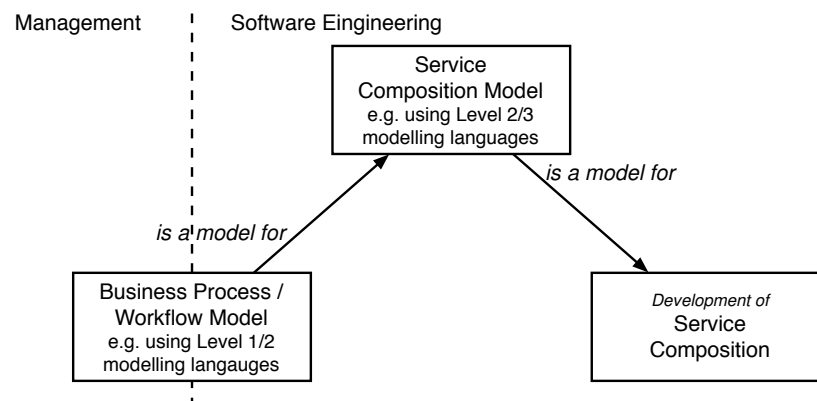 Management
Software Eingineering
Service
Composition Model
e.g. using Level 2/3
modelling languages
is a model for
is a model for
Business Process /
Workflow Model
e.g. using Level 1/2
modelling langauges
Development of
Service
Composition